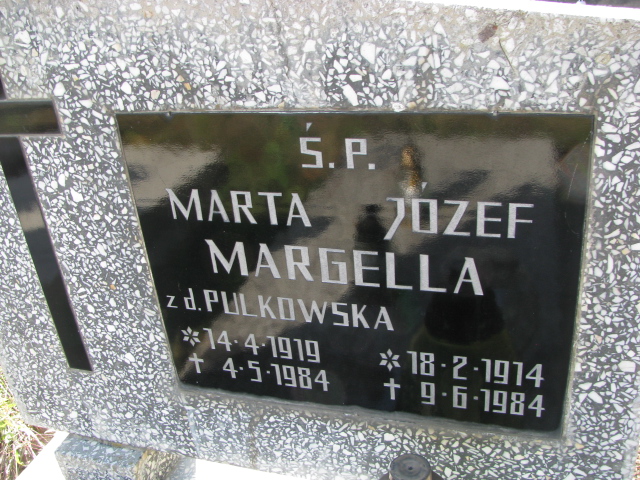 Ś.P.
MARTA JÓZEF
MARGELLA
z d. PULKOWSKA
*14·4·1919 *18·2·1914
+4·5·1984 +9·6·1984